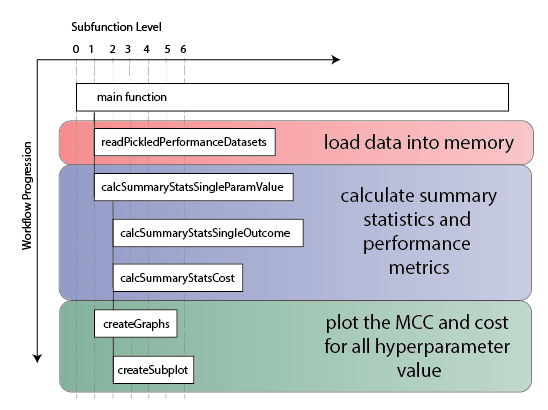 Subfunction Level
0 1 2 3 4 5 6
Workflow Progression
main function
readPickledPerformanceDatasets
load data into memory
calcSummaryStatsSingleParamValue
calcSummaryStatsSingleOutcome
calcSummaryStatsCost
calculate summary
statistics and
performance
metrics
createGraphs
createSubplot
plot the MCC and cost
for all hyperparameter
value